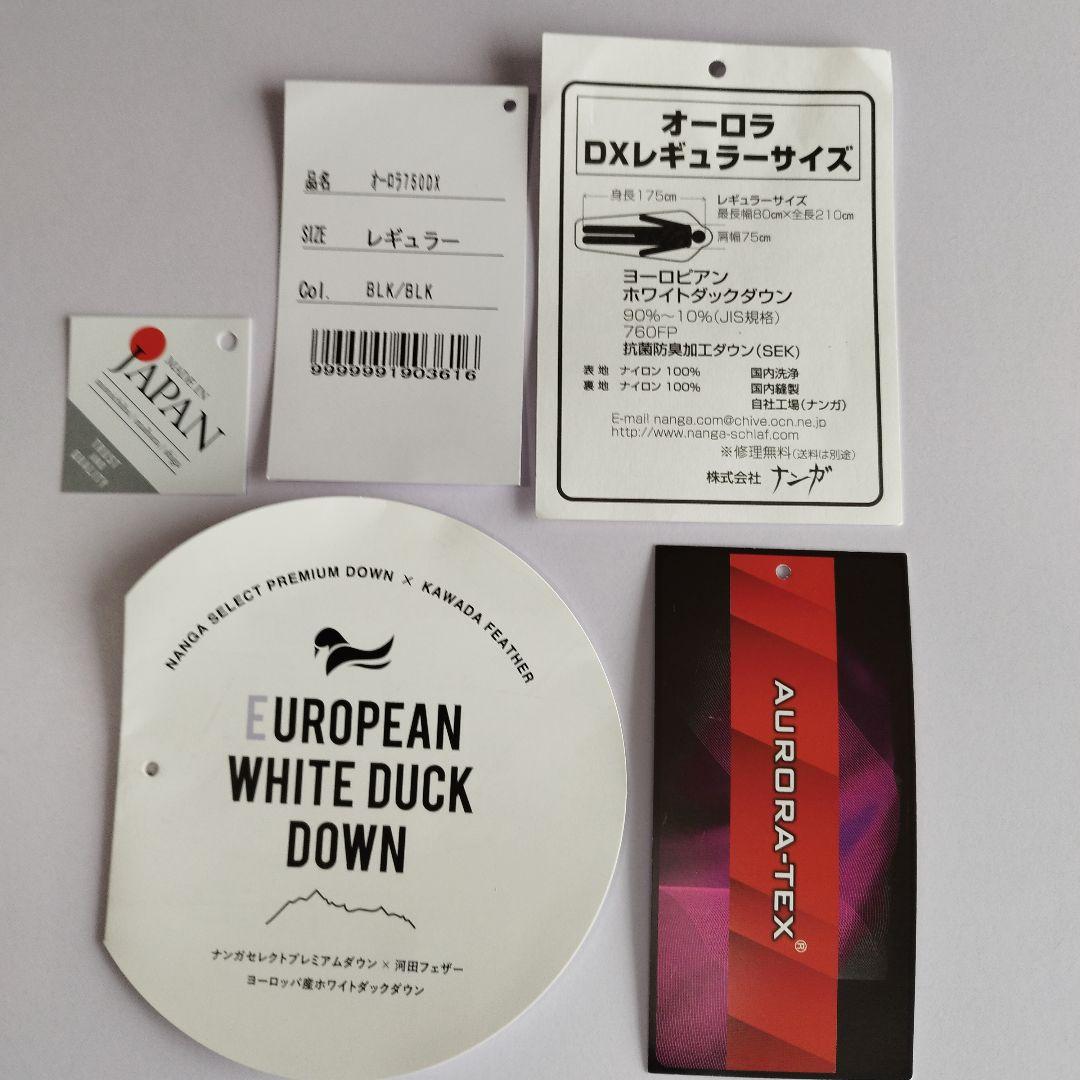 品名 オーロラ750DX
SIZE レギュラー
Col. BLK/BLK
9999991903616
オーロラ
DXレギュラーサイズ
身長175cm
レギュラーサイズ
最長幅80cm×全長210cm
肩幅75cm
ヨーロピアン
ホワイトダックダウン
90%～10%(JIS規格)
760FP
抗菌防臭加工ダウン(SEK)
表地 ナイロン 100% 国内洗浄
裏地 ナイロン 100% 国内縫製
自社工場(ナンガ)
E-mail nanga.com@chive.ocn.ne.jp
http://www.nanga-schlaf.com
※修理無料(送料は別途)
株式会社 ナンガ
MADE IN
JAPAN
TRUST
AND
QUALITY
NANGA SELECT PREMIUM DOWN × KAWADA FEATHER
EUROPEAN
WHITE DUCK
DOWN
ナンガセレクトプレミアムダウン×河田フェザー
ヨーロッパ産ホワイトダックダウン
AURORA-TEX®